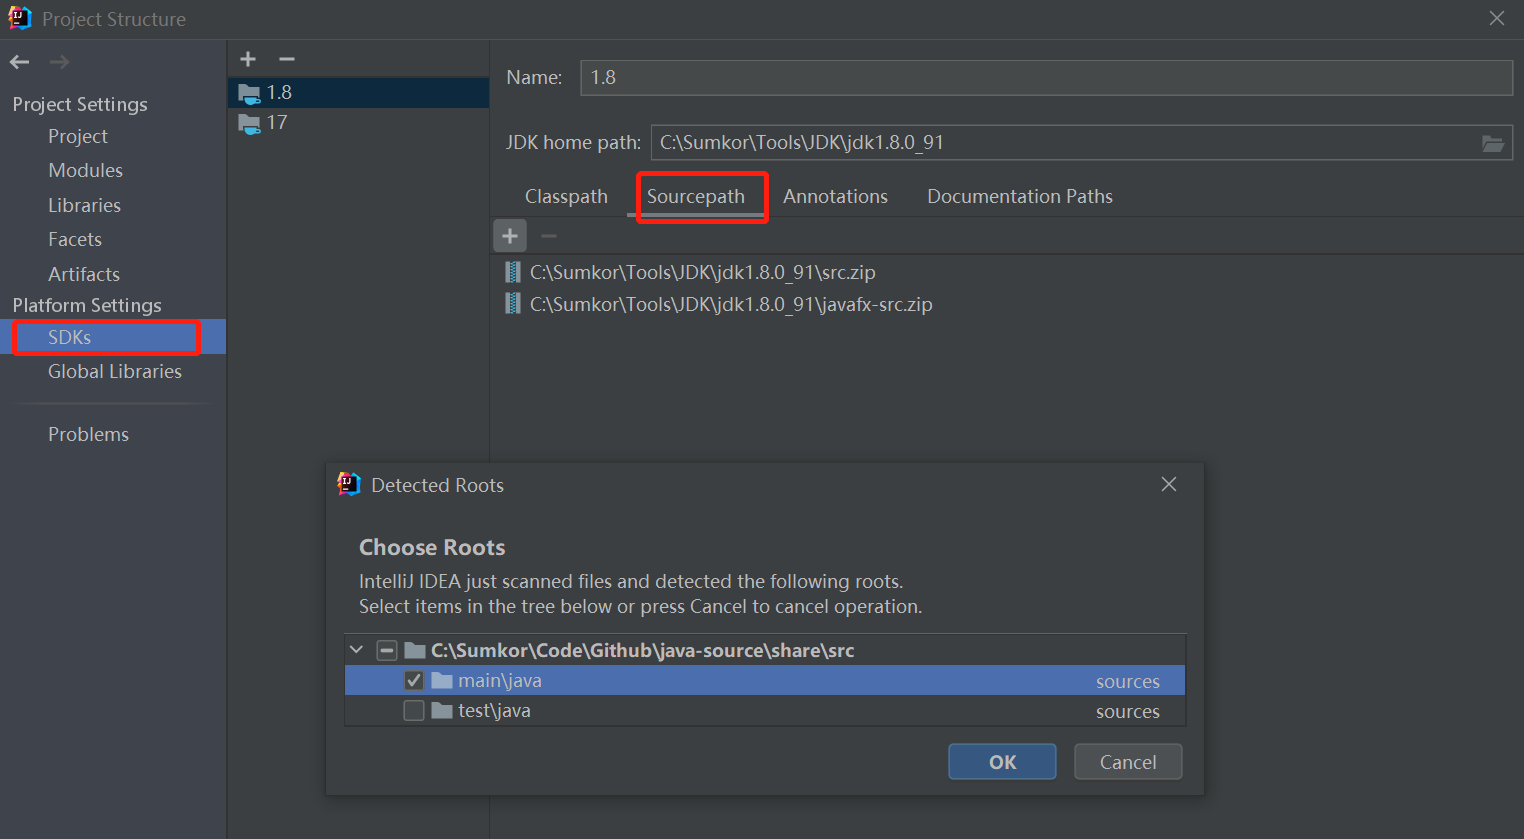 Project Structure
Project Settings
Project
Modules
Libraries
Facets
Artifacts
Platform Settings
SDKs
Global Libraries
Problems
1.8
17
Name: 1.8
JDK home path: C:\Sumkor\Tools\JDK\jdk1.8.0_91
Classpath Sourcepath Annotations Documentation Paths
C:\Sumkor\Tools\JDK\jdk1.8.0_91\src.zip
C:\Sumkor\Tools\JDK\jdk1.8.0_91\javafx-src.zip
Detected Roots
Choose Roots
IntelliJ IDEA just scanned files and detected the following roots.
Select items in the tree below or press Cancel to cancel operation.
C:\Sumkor\Code\Github\java-source\share\src
main\java sources
test\java sources
OK Cancel